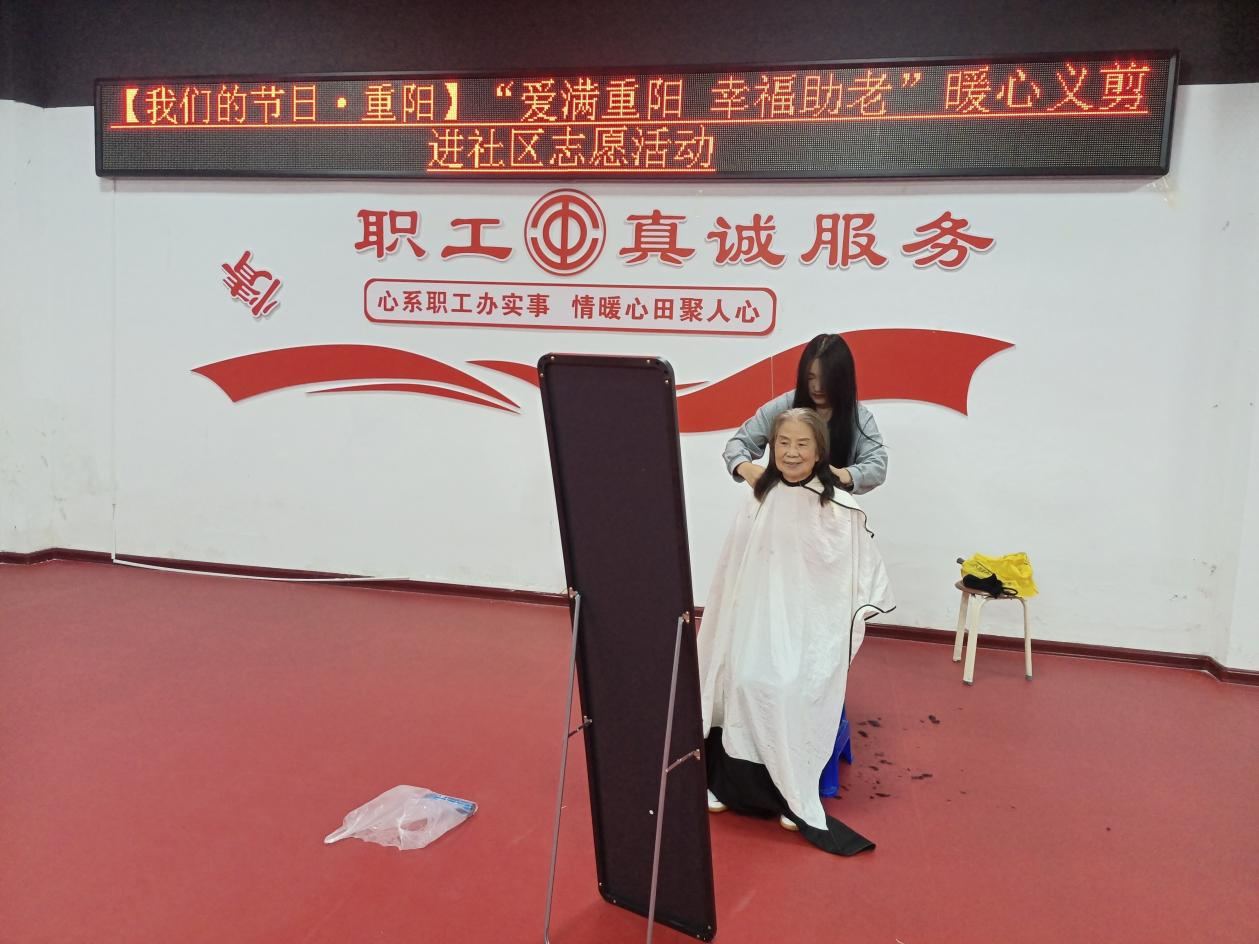 【我们的节日·重阳】“爱满重阳 幸福助老”暖心义剪
进社区志愿活动
情 职工 真诚服务
心系职工办实事 情暖心田聚人心